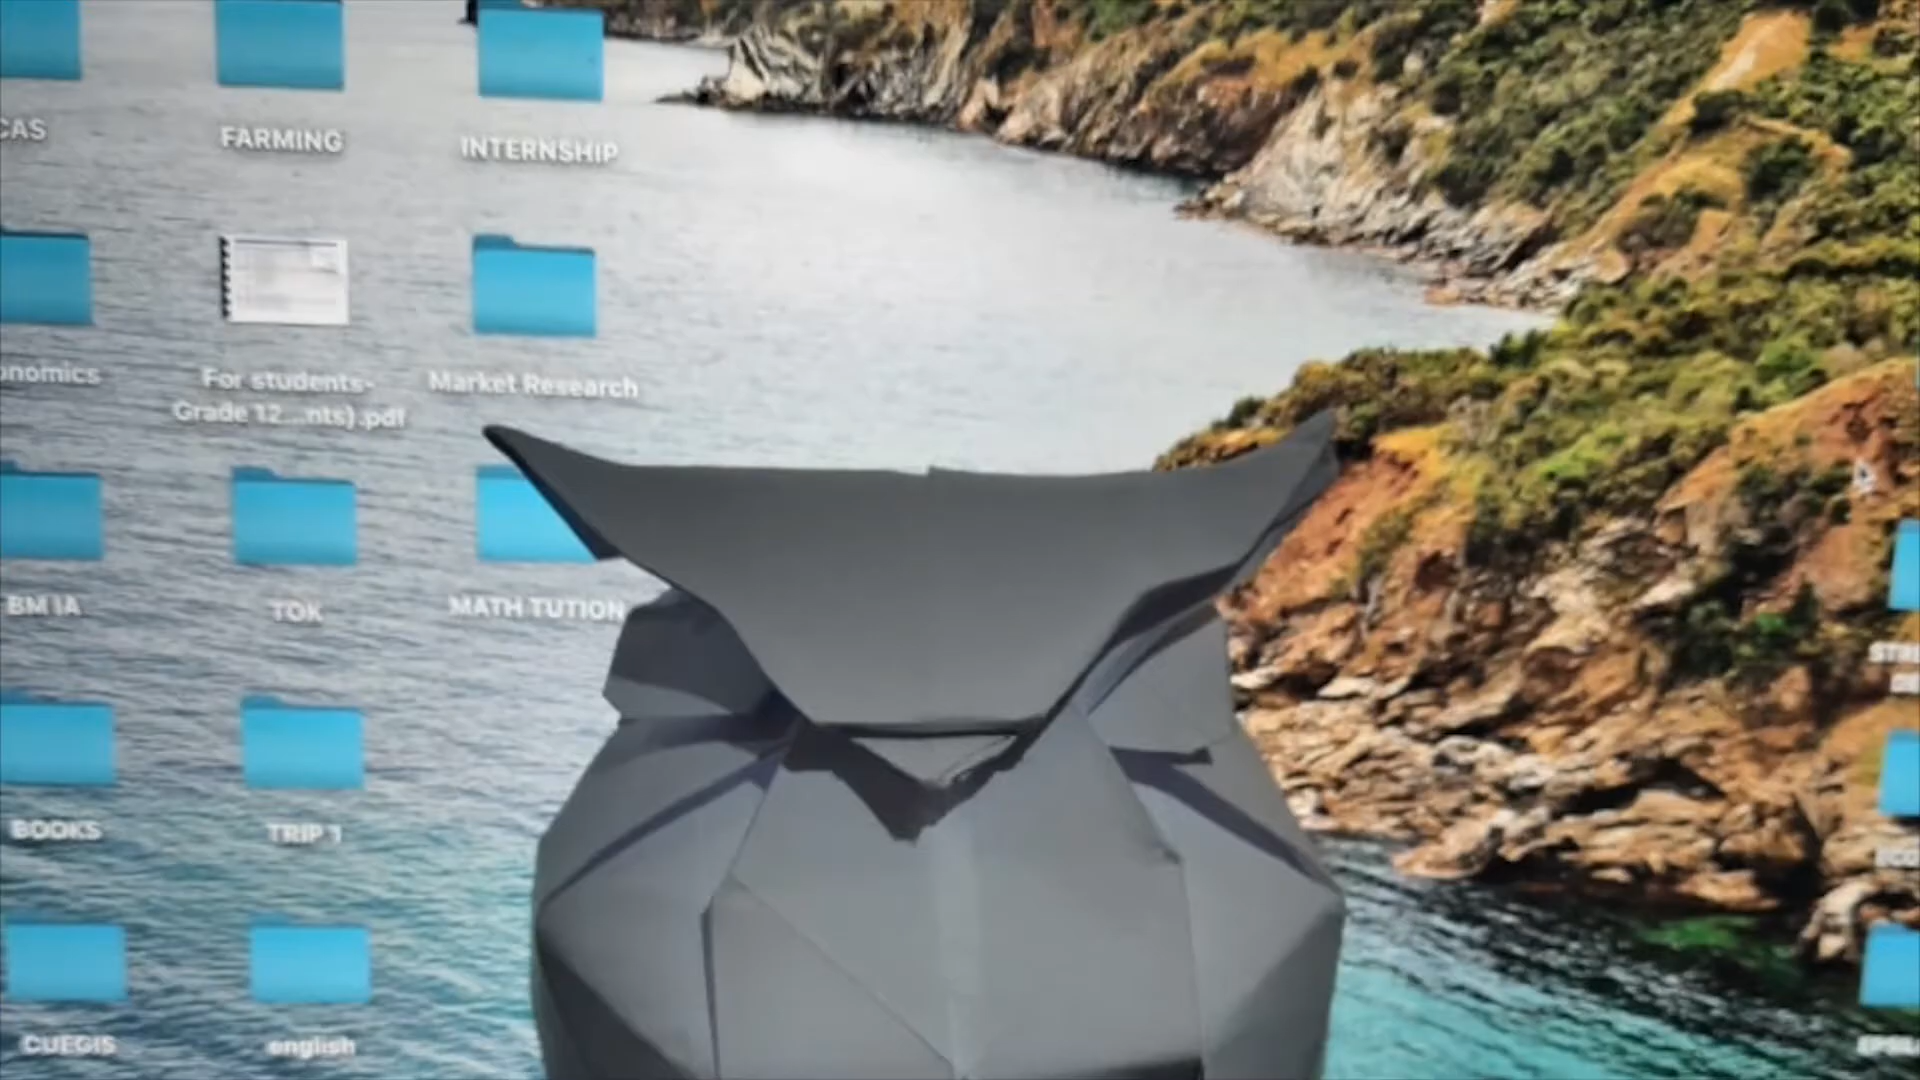 CAS
FARMING
INTERNSHIP
onomics
For students-
Grade 12...nts).pdf
Market Research
BM IA
TOK
MATH TUTION
BOOKS
TRIP 1
CUEGIS
english